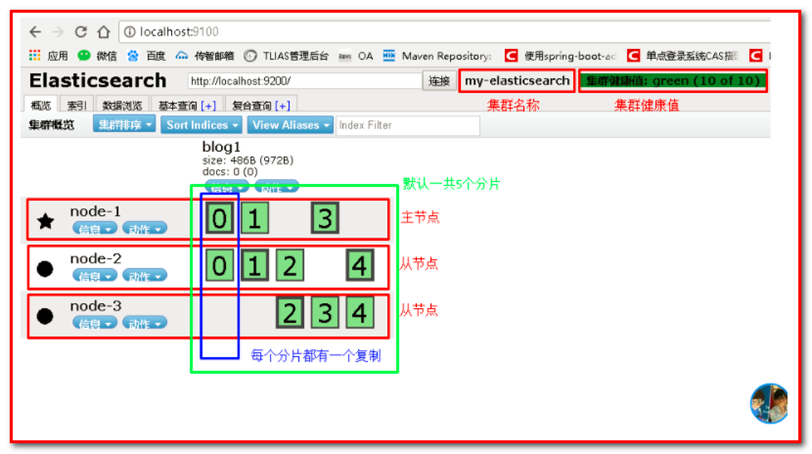 localhost:9100
应用 微信 百度 传智邮箱 TLIAS管理后台 OA Maven Repository: 使用spring-boot-ac 单点登录系统CAS搭
Elasticsearch http://localhost:9200/ 连接 my-elasticsearch 集群健康值: green (10 of 10)
集群名称 集群健康值
概览 索引 数据浏览 基本查询 [+] 复合查询 [+]
集群概览 集群排序 Sort Indices View Aliases Index Filter
blog1
size: 486B (972B)
docs: 0 (0)
信息 动作
默认一共5个分片
node-1
信息 动作
0 1 3
主节点
node-2
信息 动作
0 1 2 4
从节点
node-3
信息 动作
2 3 4
从节点
每个分片都有一个复制